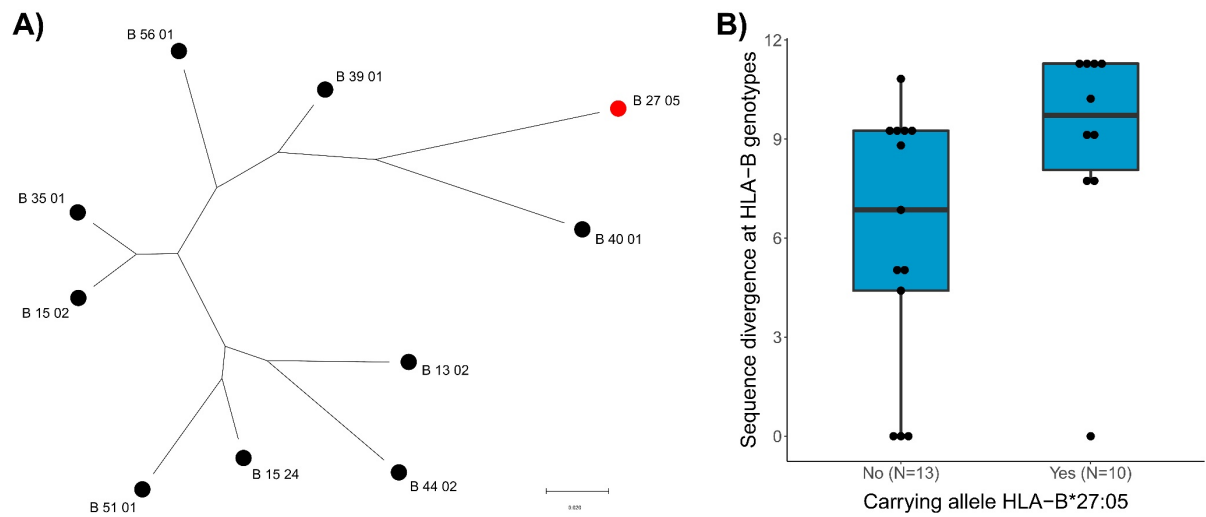 A)
B 56 01
B 39 01
B 27 05
B 35 01
B 40 01
B 15 02
B 13 02
B 15 24
B 44 02
B 51 01
0.020
B)
Sequence divergence at HLA−B genotypes
12
9
6
3
0
No (N=13)
Yes (N=10)
Carrying allele HLA−B*27:05